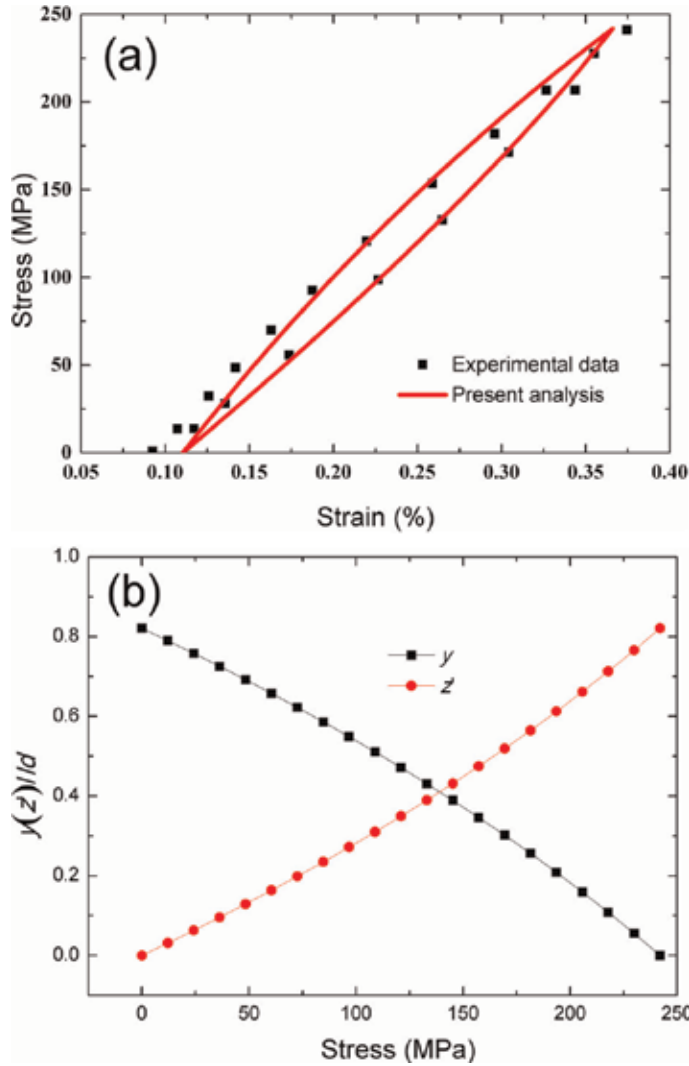 (a)
250
200
150
100
50
0
Stress (MPa)
Experimental data
Present analysis
0.05 0.10 0.15 0.20 0.25 0.30 0.35 0.40
Strain (%)
(b)
1.0
0.8
0.6
0.4
0.2
0.0
y(z')/ld
y
z'
0 50 100 150 200 250
Stress (MPa)